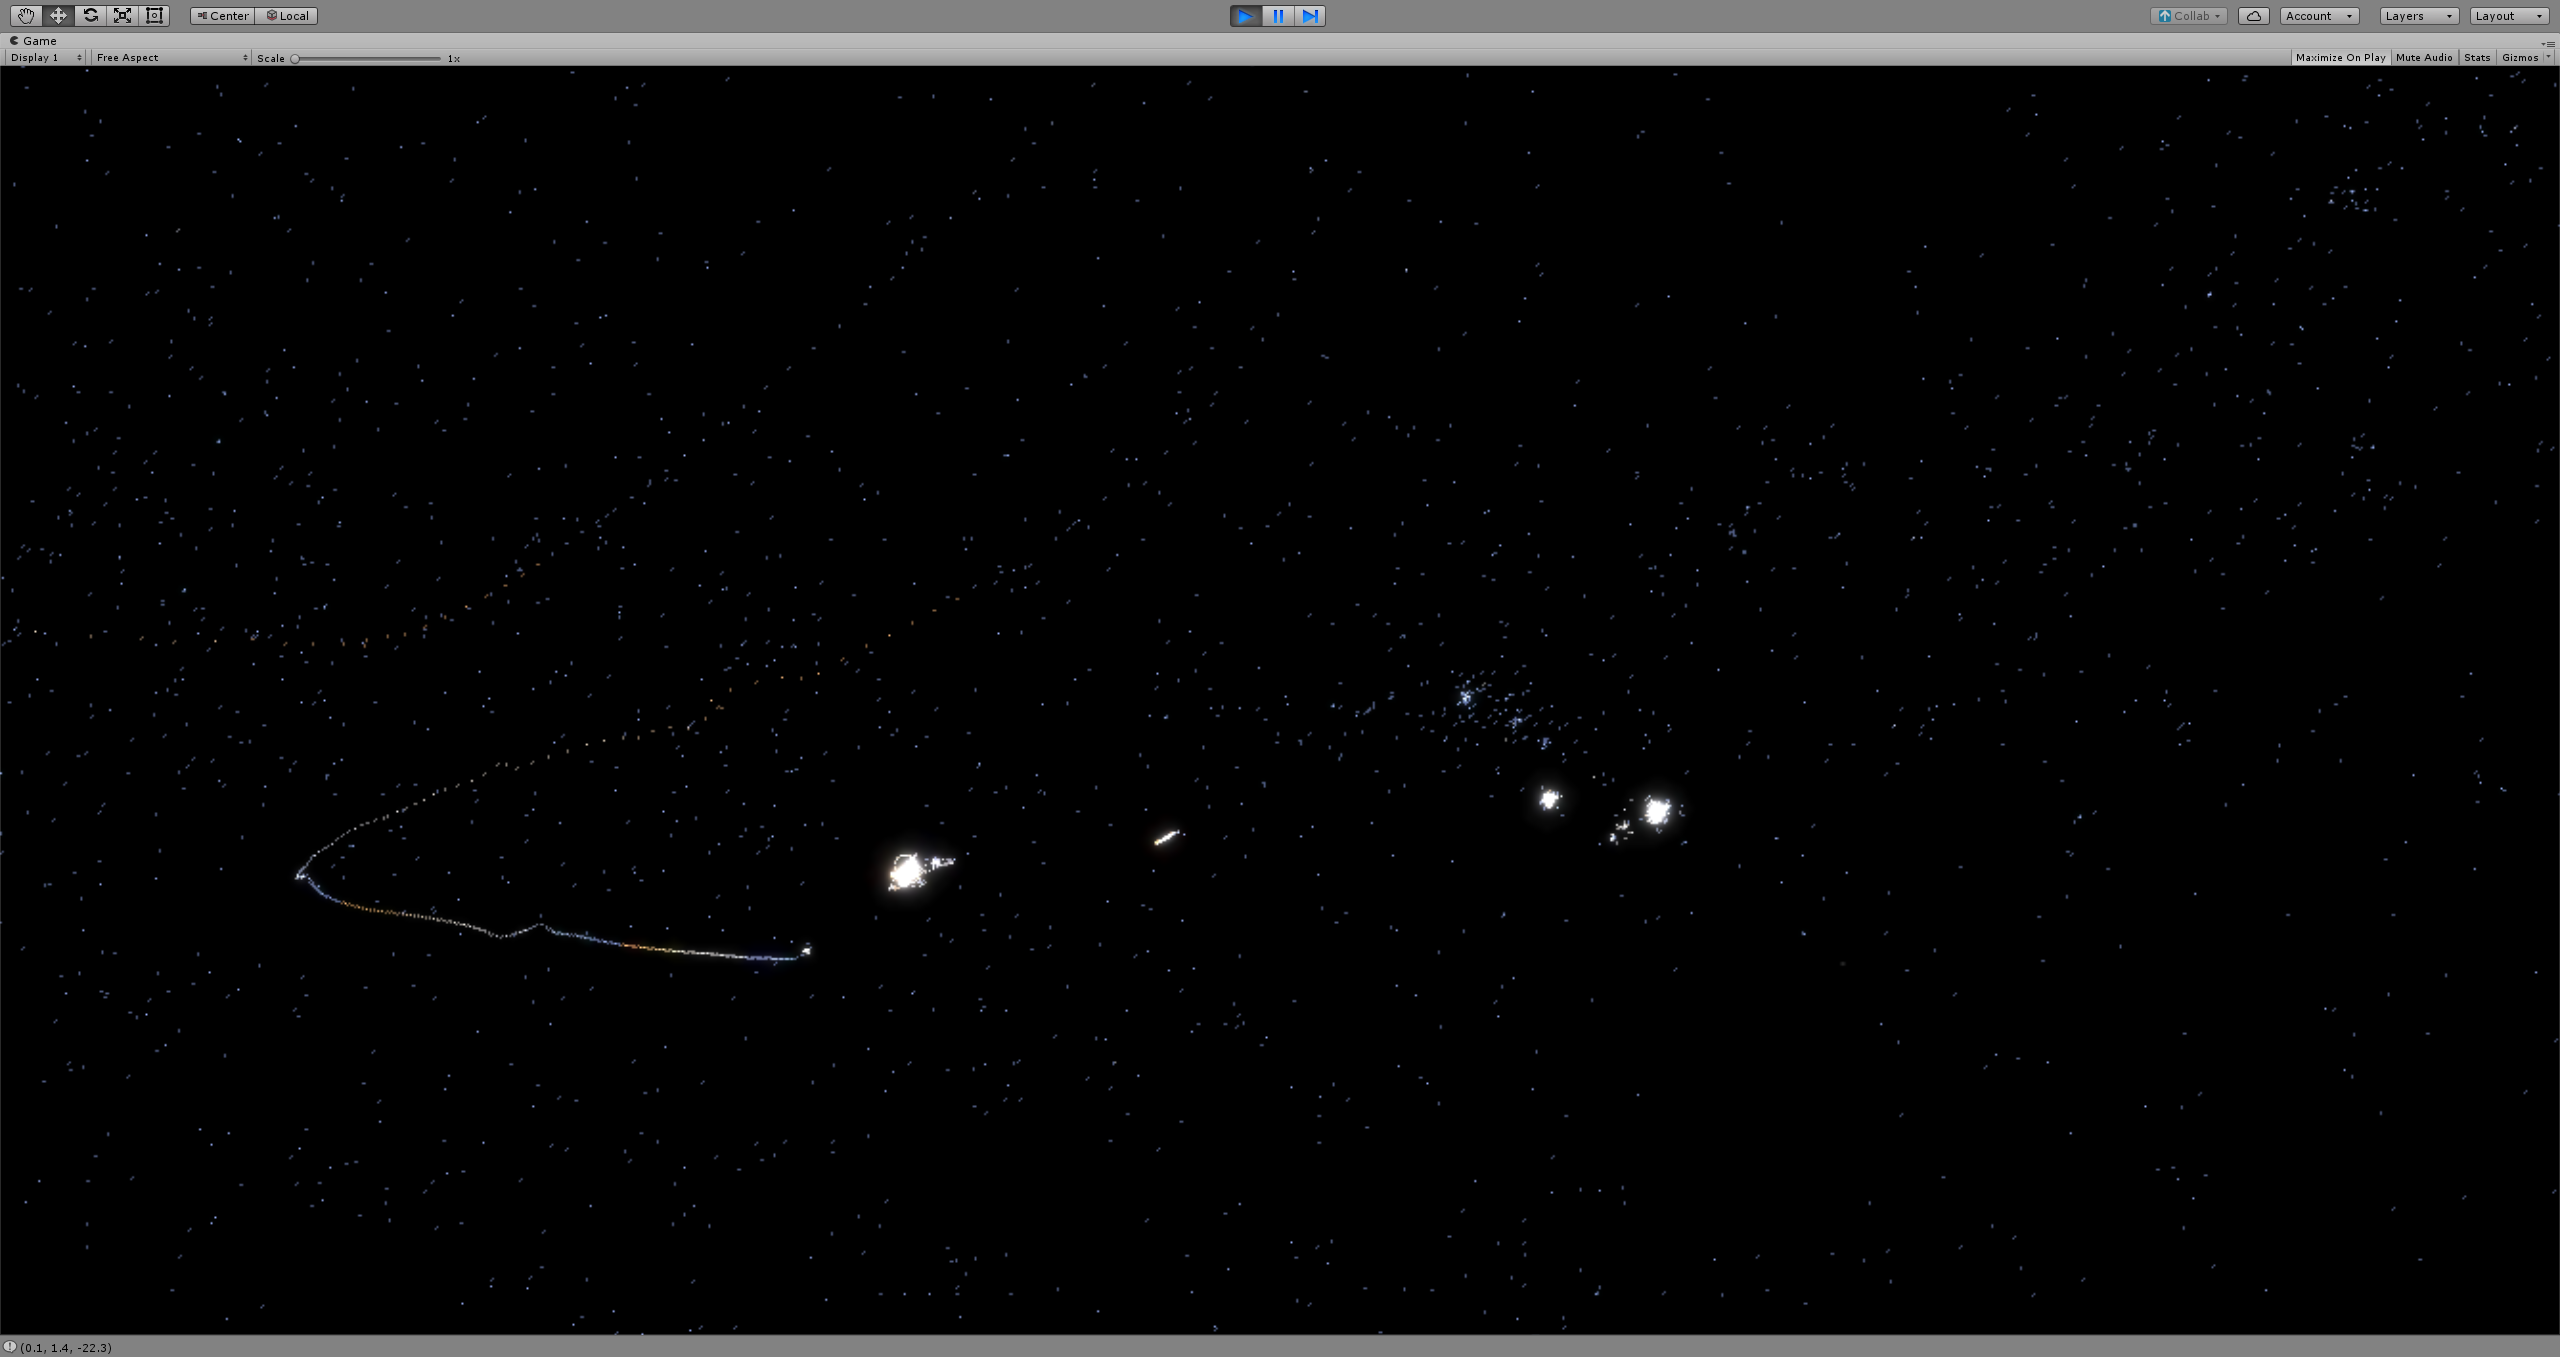 Center Local Collab Account Layers Layout
Game
Display 1 Free Aspect Scale 1x Maximize On Play Mute Audio Stats Gizmos
(0.1, 1.4, -22.3)